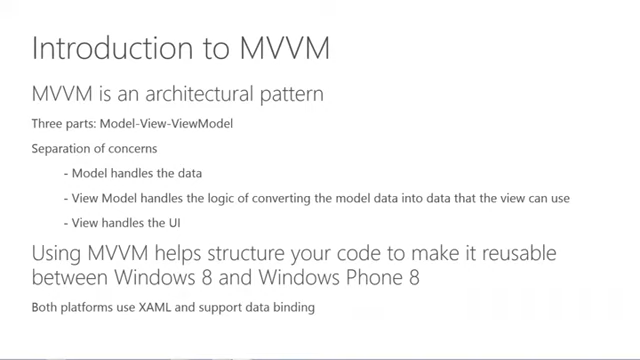 Introduction to MVVM
MVVM is an architectural pattern
Three parts: Model-View-ViewModel
Separation of concerns
- Model handles the data
- View Model handles the logic of converting the model data into data that the view can use
- View handles the UI
Using MVVM helps structure your code to make it reusable
between Windows 8 and Windows Phone 8
Both platforms use XAML and support data binding